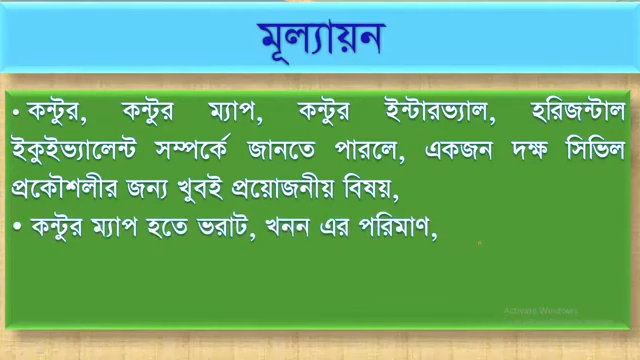 মূল্যায়ন
• কন্টুর, কন্টুর ম্যাপ, কন্টুর ইন্টারভ্যাল, হরিজন্টাল
ইকুইভ্যালেন্ট সম্পর্কে জানতে পারলে, একজন দক্ষ সিভিল
প্রকৌশলীর জন্য খুবই প্রয়োজনীয় বিষয়,
• কন্টুর ম্যাপ হতে ভরাট, খনন এর পরিমাণ,
Activate Windows